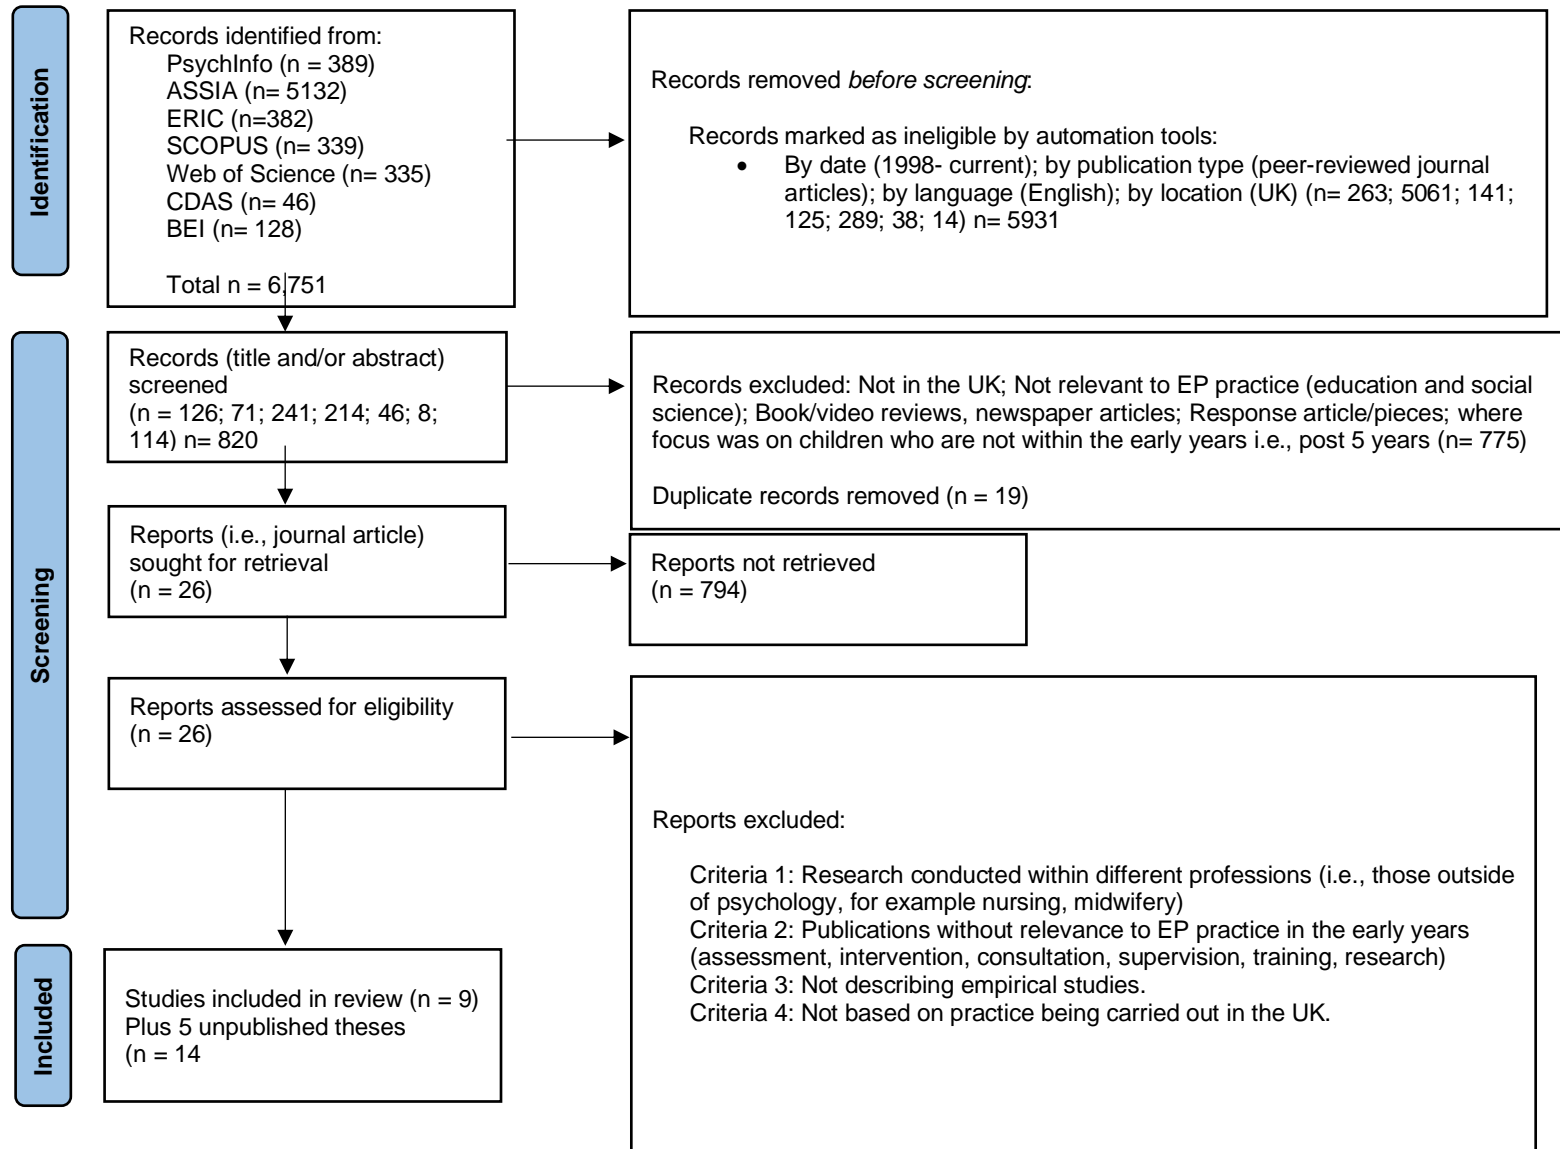 Identification
Records identified from:
PsychInfo (n = 389)
ASSIA (n= 5132)
ERIC (n=382)
SCOPUS (n= 339)
Web of Science (n= 335)
CDAS (n= 46)
BEI (n= 128)
Total n = 6,751
Records removed before screening:
Records marked as ineligible by automation tools:
• By date (1998- current); by publication type (peer-reviewed journal
articles); by language (English); by location (UK) (n= 263; 5061; 141;
125; 289; 38; 14) n= 5931
Screening
Records (title and/or abstract)
screened
(n = 126; 71; 241; 214; 46; 8;
114) n= 820
Records excluded: Not in the UK; Not relevant to EP practice (education and social
science); Book/video reviews, newspaper articles; Response article/pieces; where
focus was on children who are not within the early years i.e., post 5 years (n= 775)
Duplicate records removed (n = 19)
Reports (i.e., journal article)
sought for retrieval
(n = 26)
Reports not retrieved
(n = 794)
Reports assessed for eligibility
(n = 26)
Reports excluded:
Criteria 1: Research conducted within different professions (i.e., those outside
of psychology, for example nursing, midwifery)
Criteria 2: Publications without relevance to EP practice in the early years
(assessment, intervention, consultation, supervision, training, research)
Criteria 3: Not describing empirical studies.
Criteria 4: Not based on practice being carried out in the UK.
Included
Studies included in review (n = 9)
Plus 5 unpublished theses
(n = 14